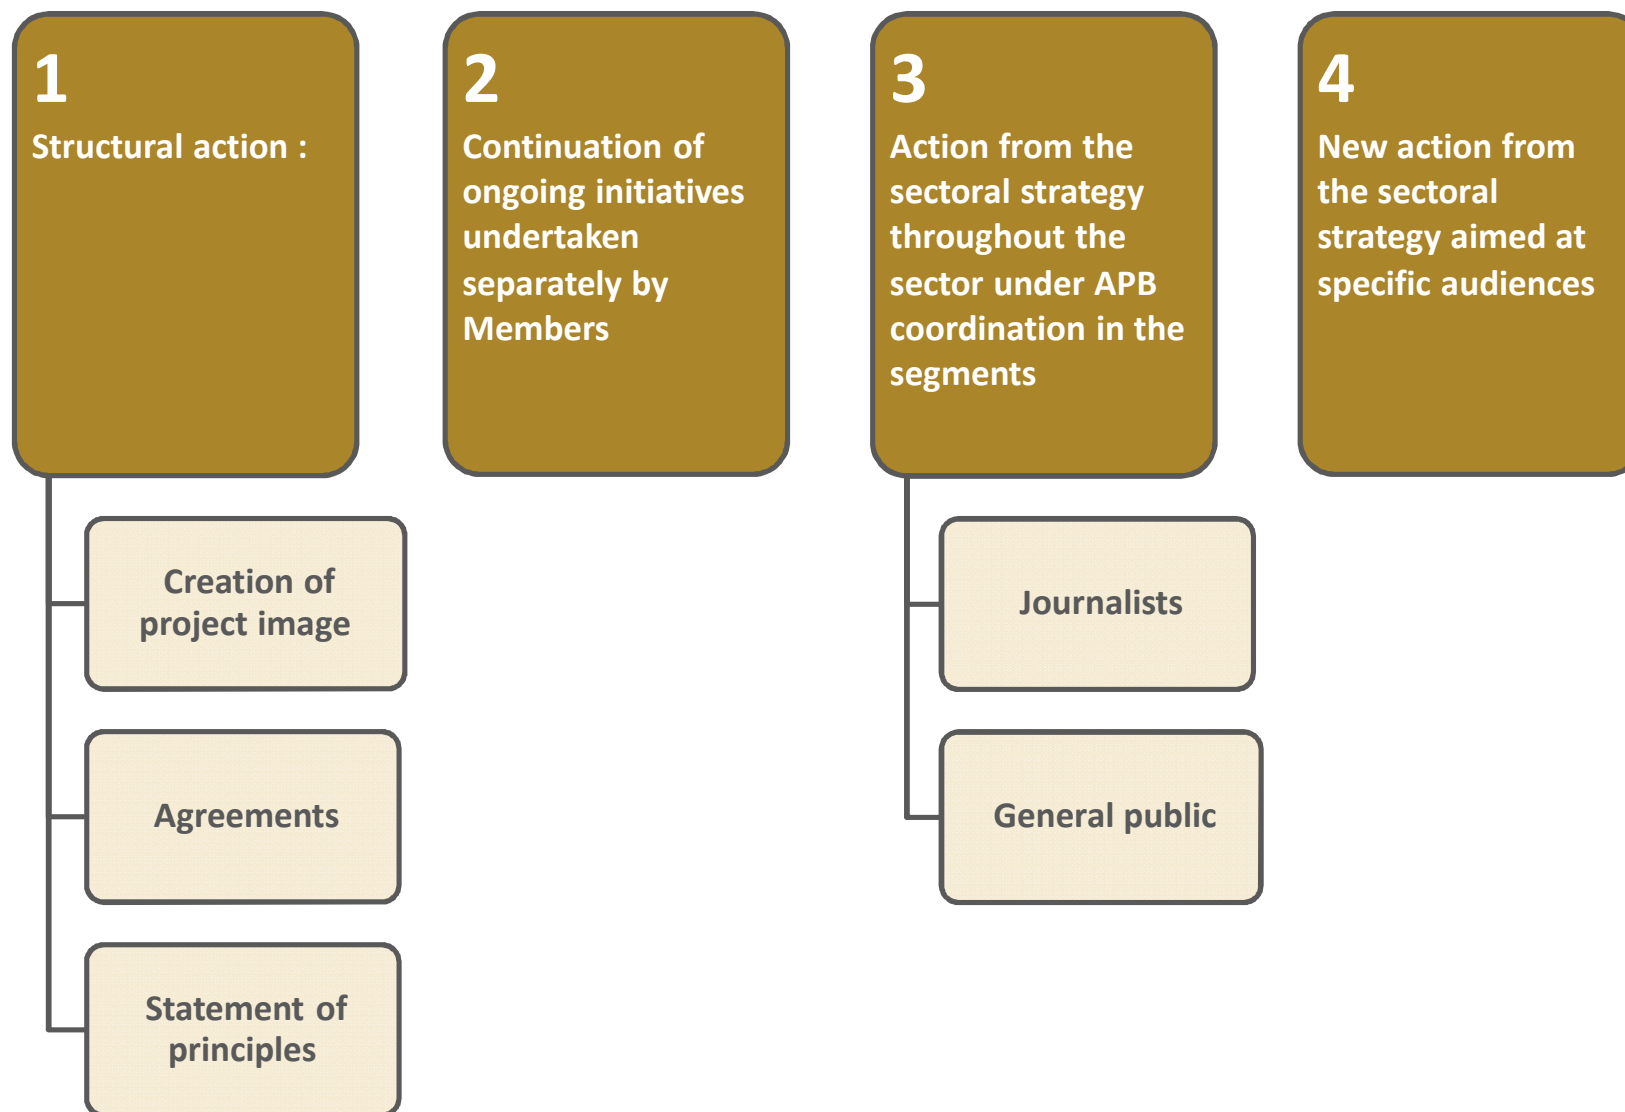 1
Structural action :
Creation of
project image
Agreements
Statement of
principles
2
Continuation of
ongoing initiatives
undertaken
separately by
Members
3
Action from the
sectoral strategy
throughout the
sector under APB
coordination in the
segments
Journalists
General public
4
New action from
the sectoral
strategy aimed at
specific audiences